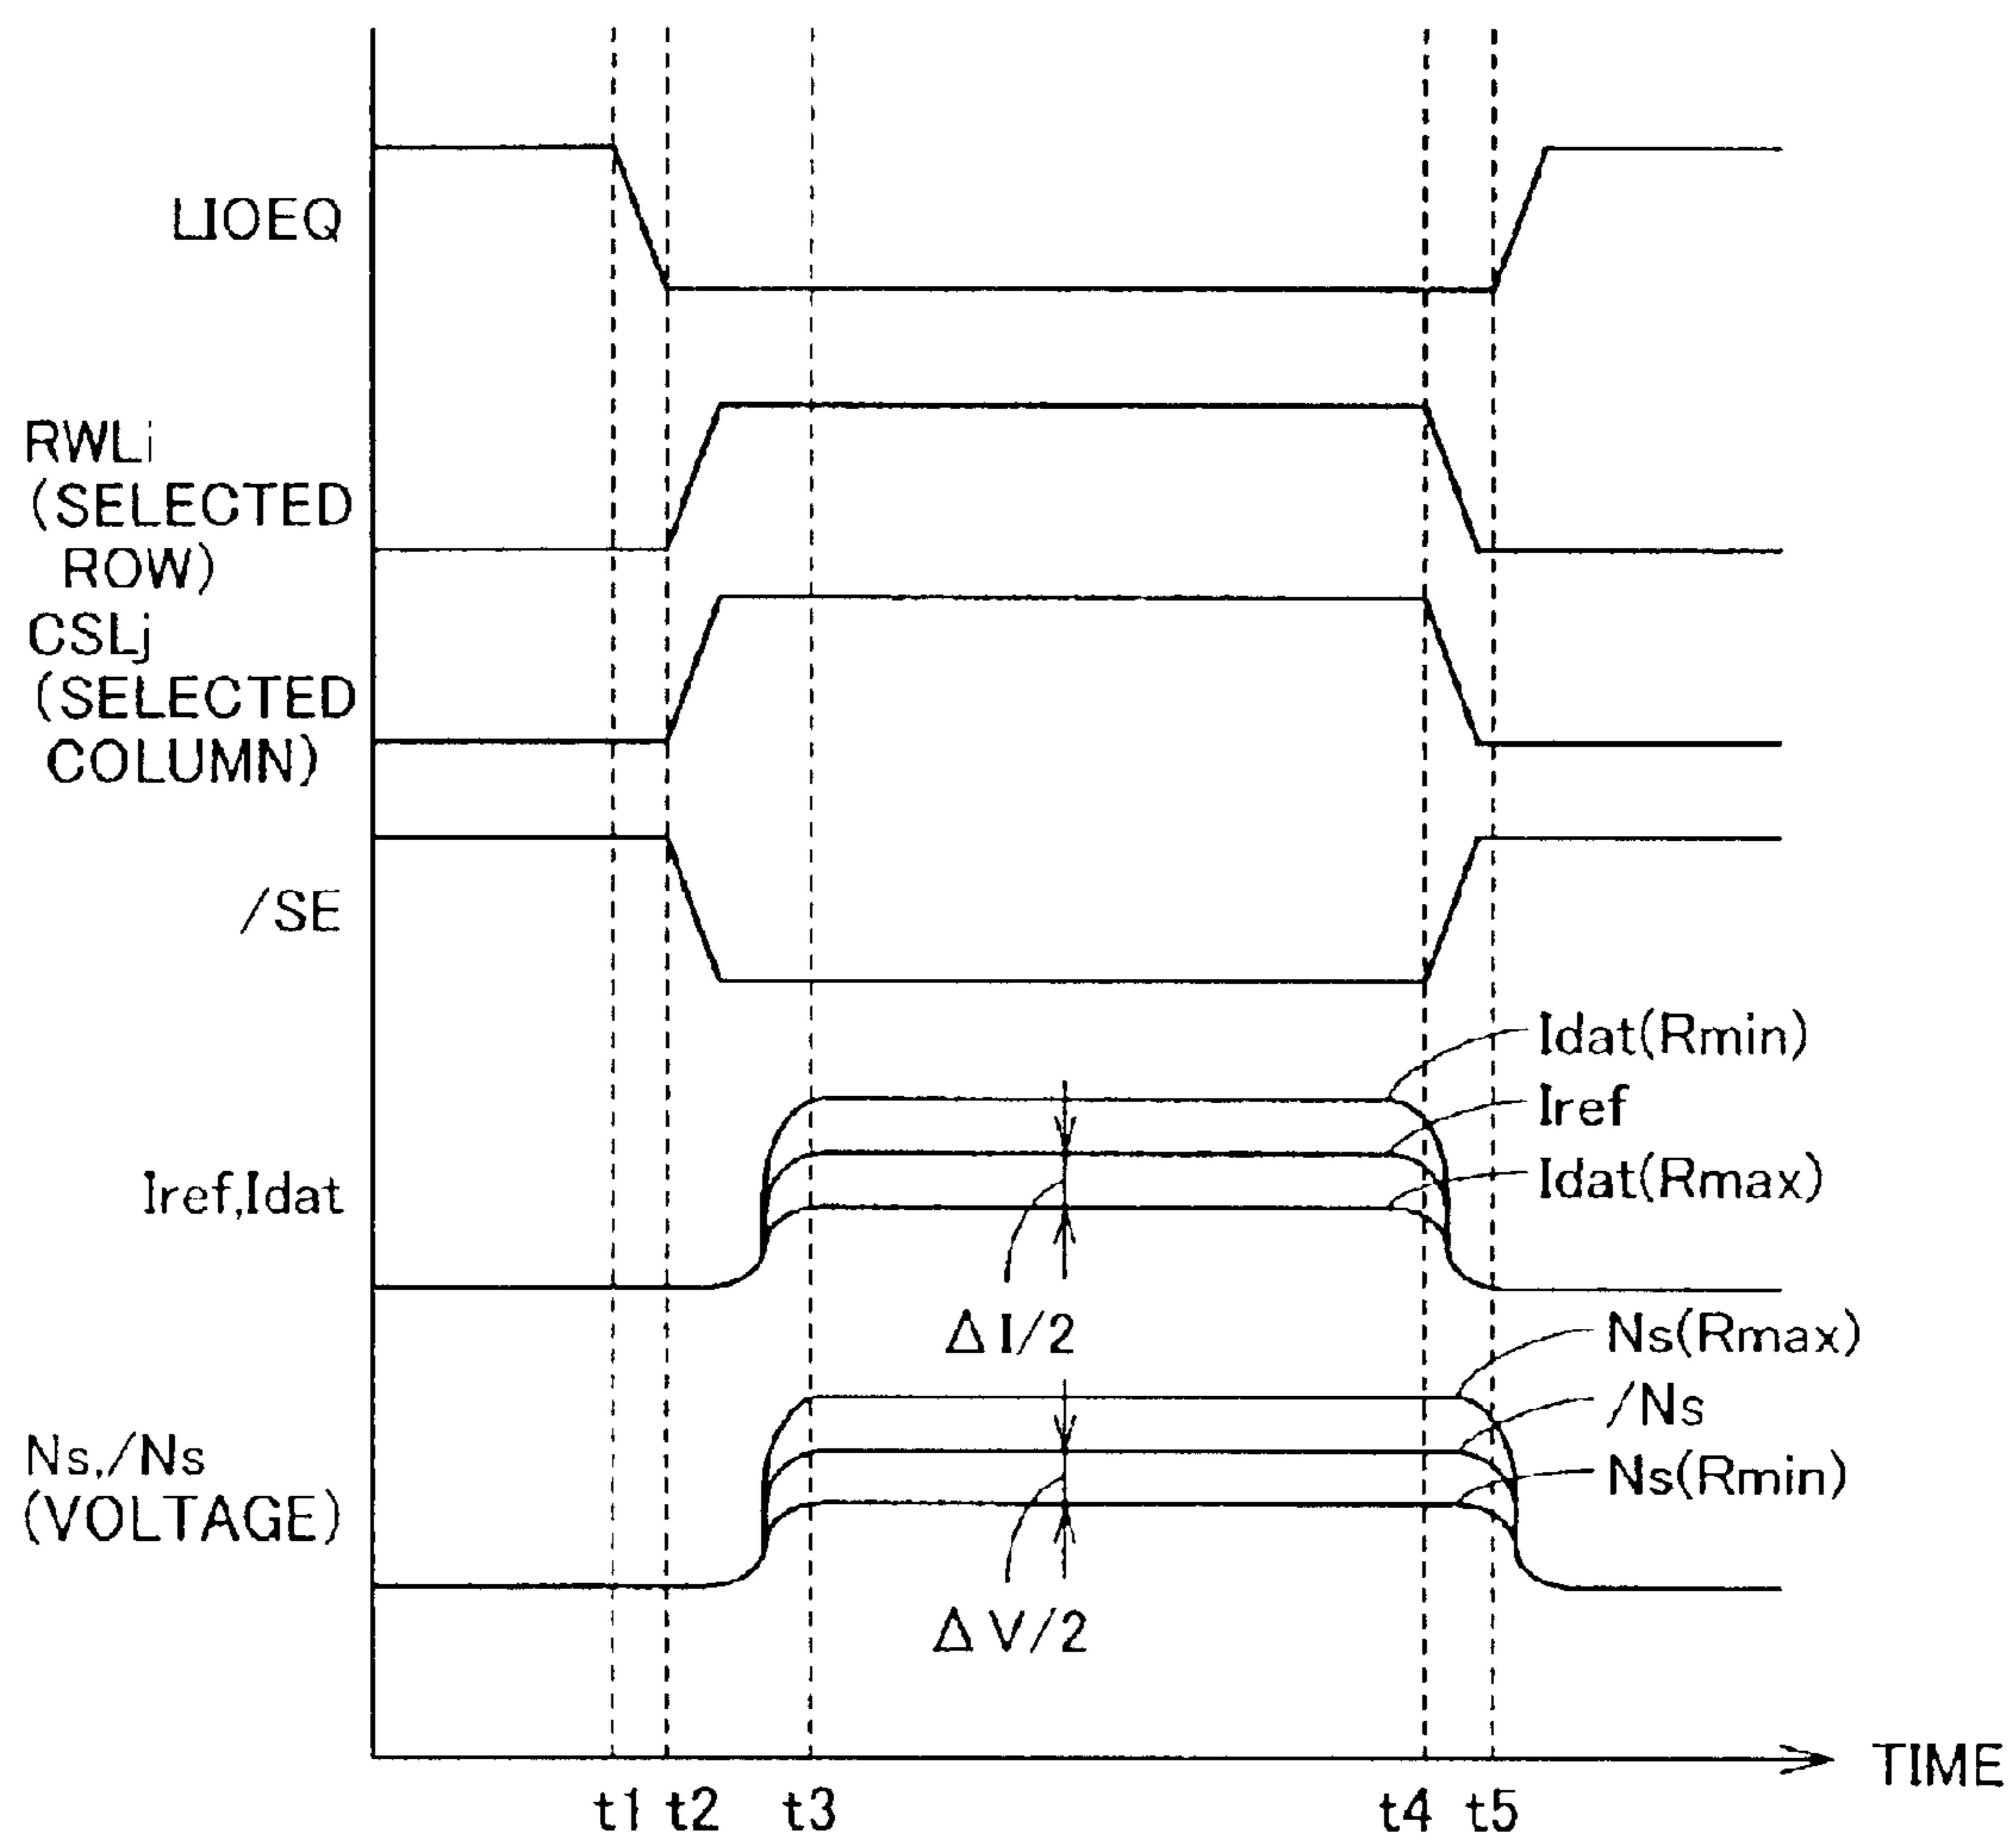 LIOEQ
RWLi
(SELECTED
ROW)
CSLj
(SELECTED
COLUMN)
/SE
Idat(Rmin)
Iref
Idat(Rmax)
Iref,Idat
ΔI/2
Ns(Rmax)
/Ns
Ns(Rmin)
Ns,/Ns
(VOLTAGE)
ΔV/2
TIME
t1 t2 t3 t4 t5